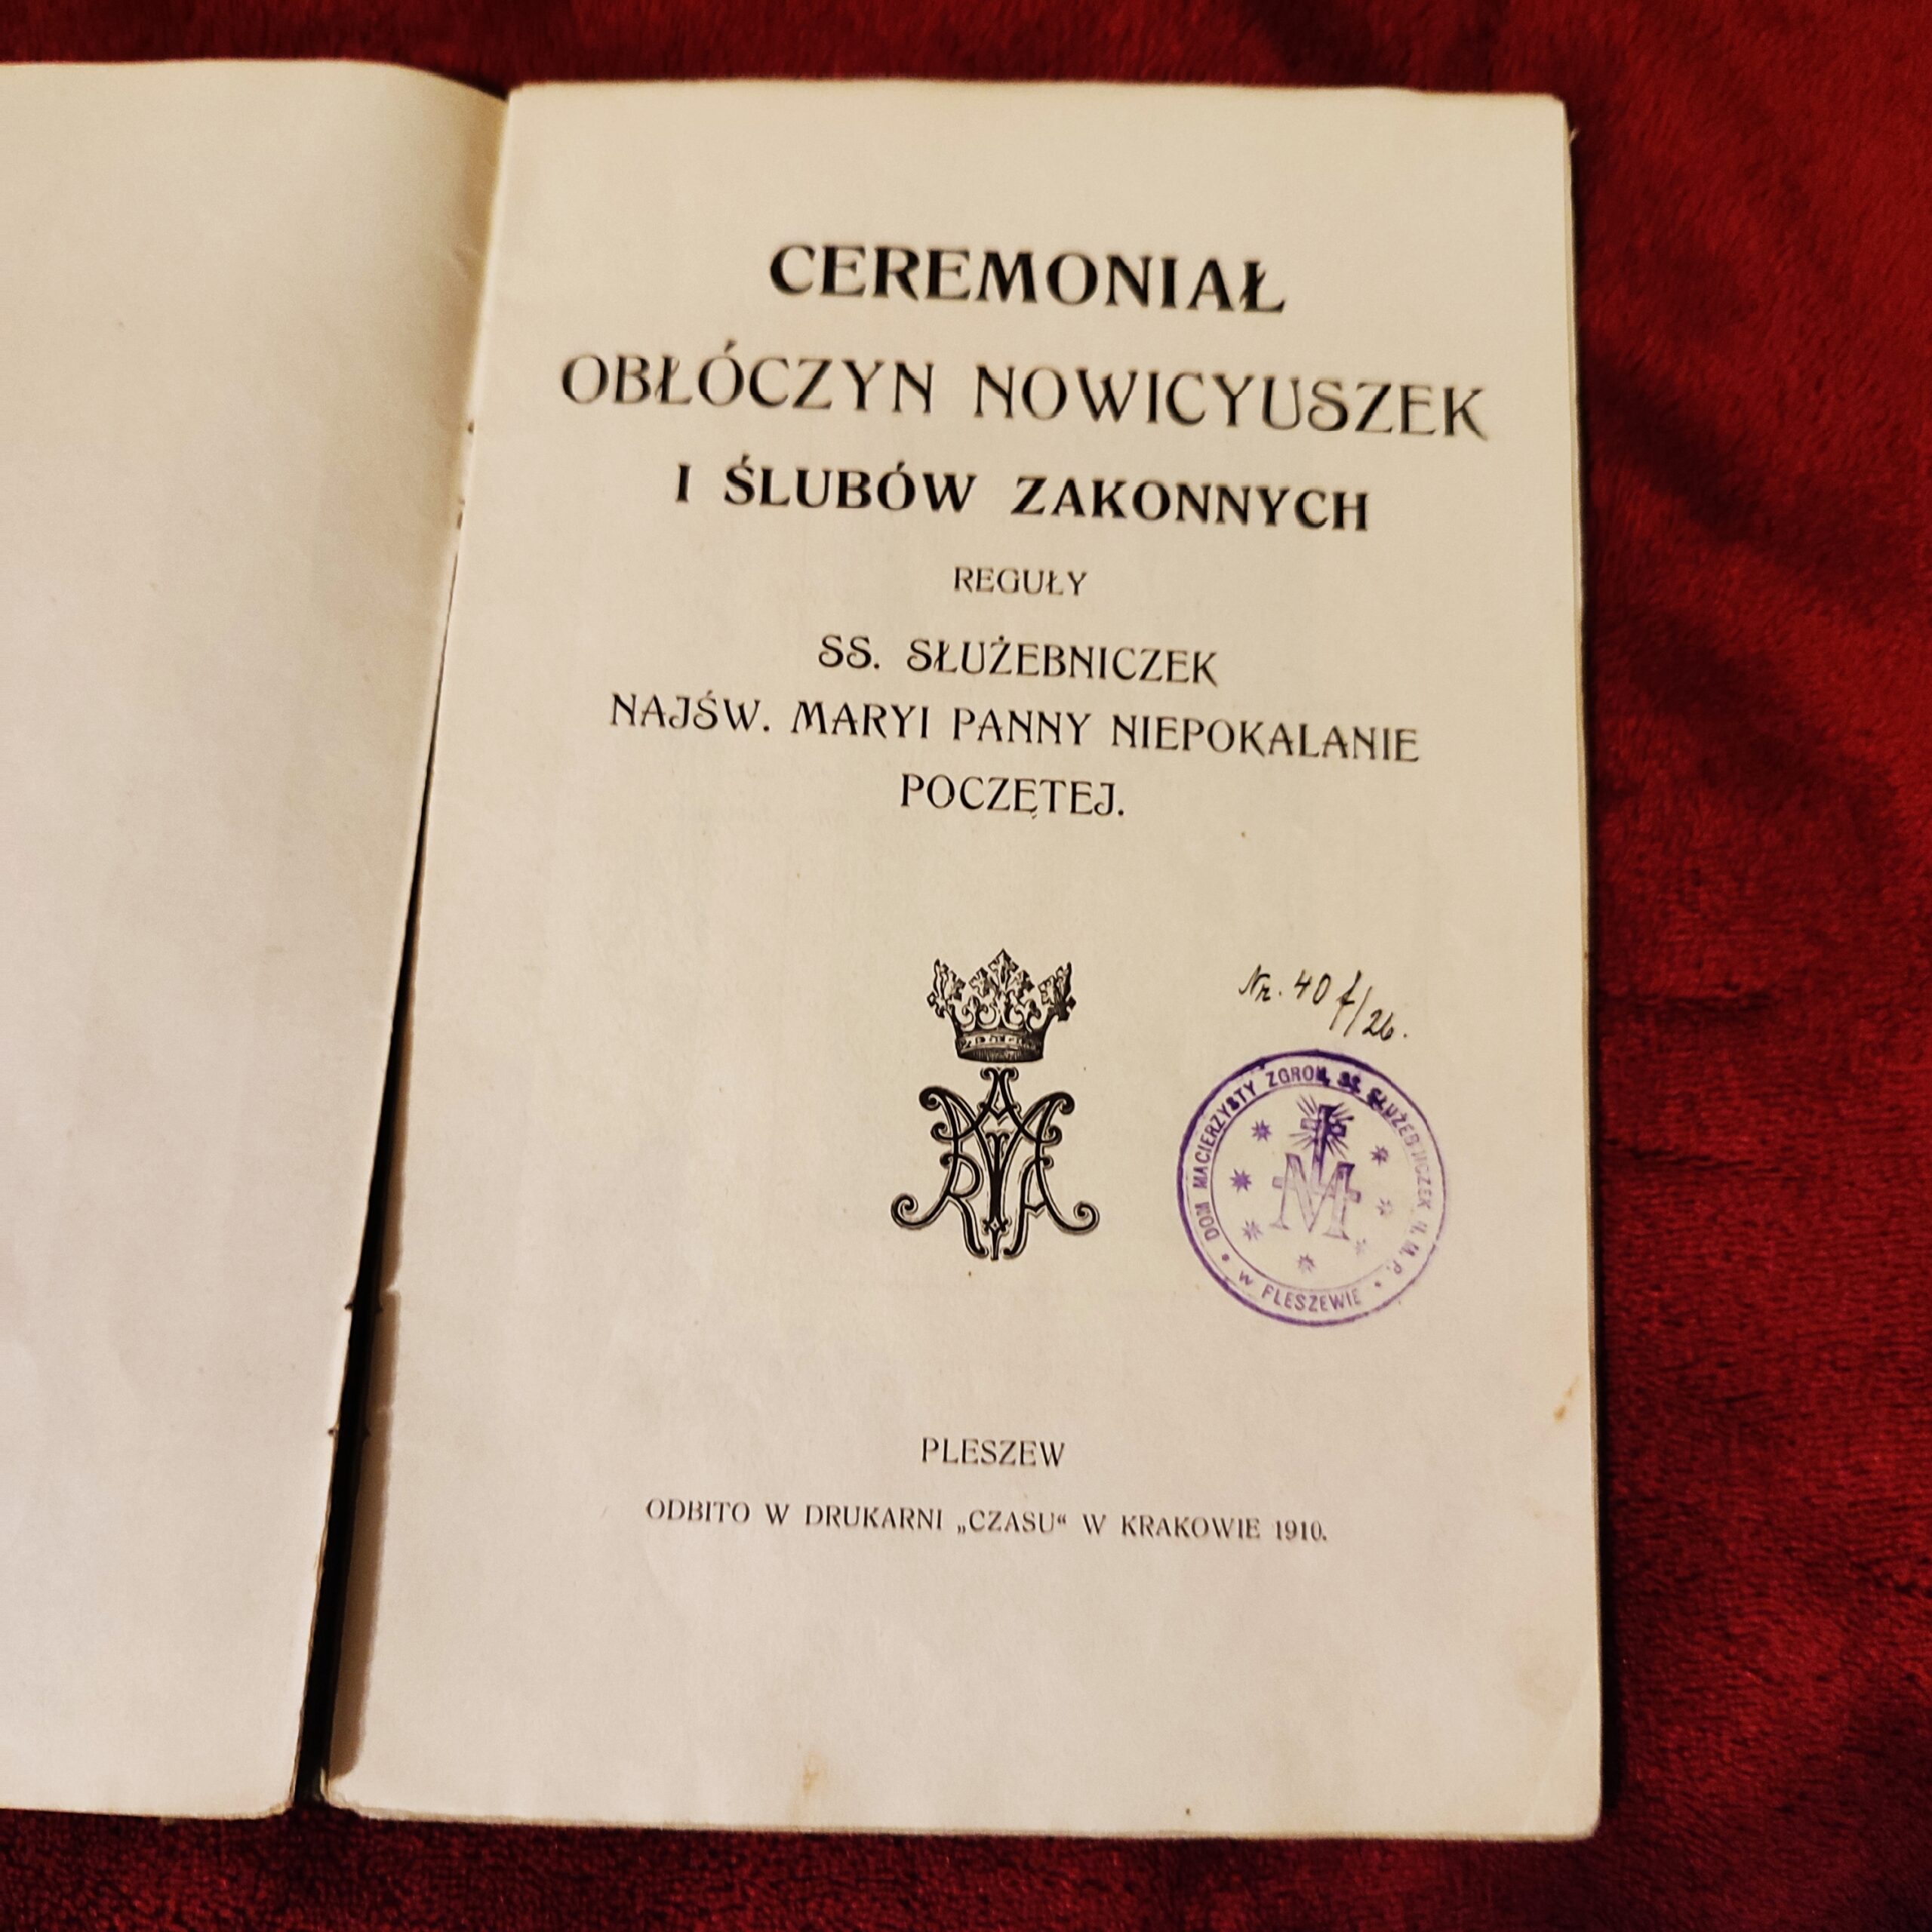 CEREMONIAŁ
OBŁÓCZYN NOWICYUSZEK
I ŚLUBÓW ZAKONNYCH
REGUŁY
SS. SŁUŻEBNICZEK
NAJŚW. MARYI PANNY NIEPOKALANIE
POCZĘTEJ.
Nr. 40 f/26.
DOM MACIERZYSTY ZGROM. SS. SŁUŻEBNICZEK N. M. P.
W PLESZEWIE
M
PLESZEW
ODBITO W DRUKARNI „CZASU“ W KRAKOWIE 1910.